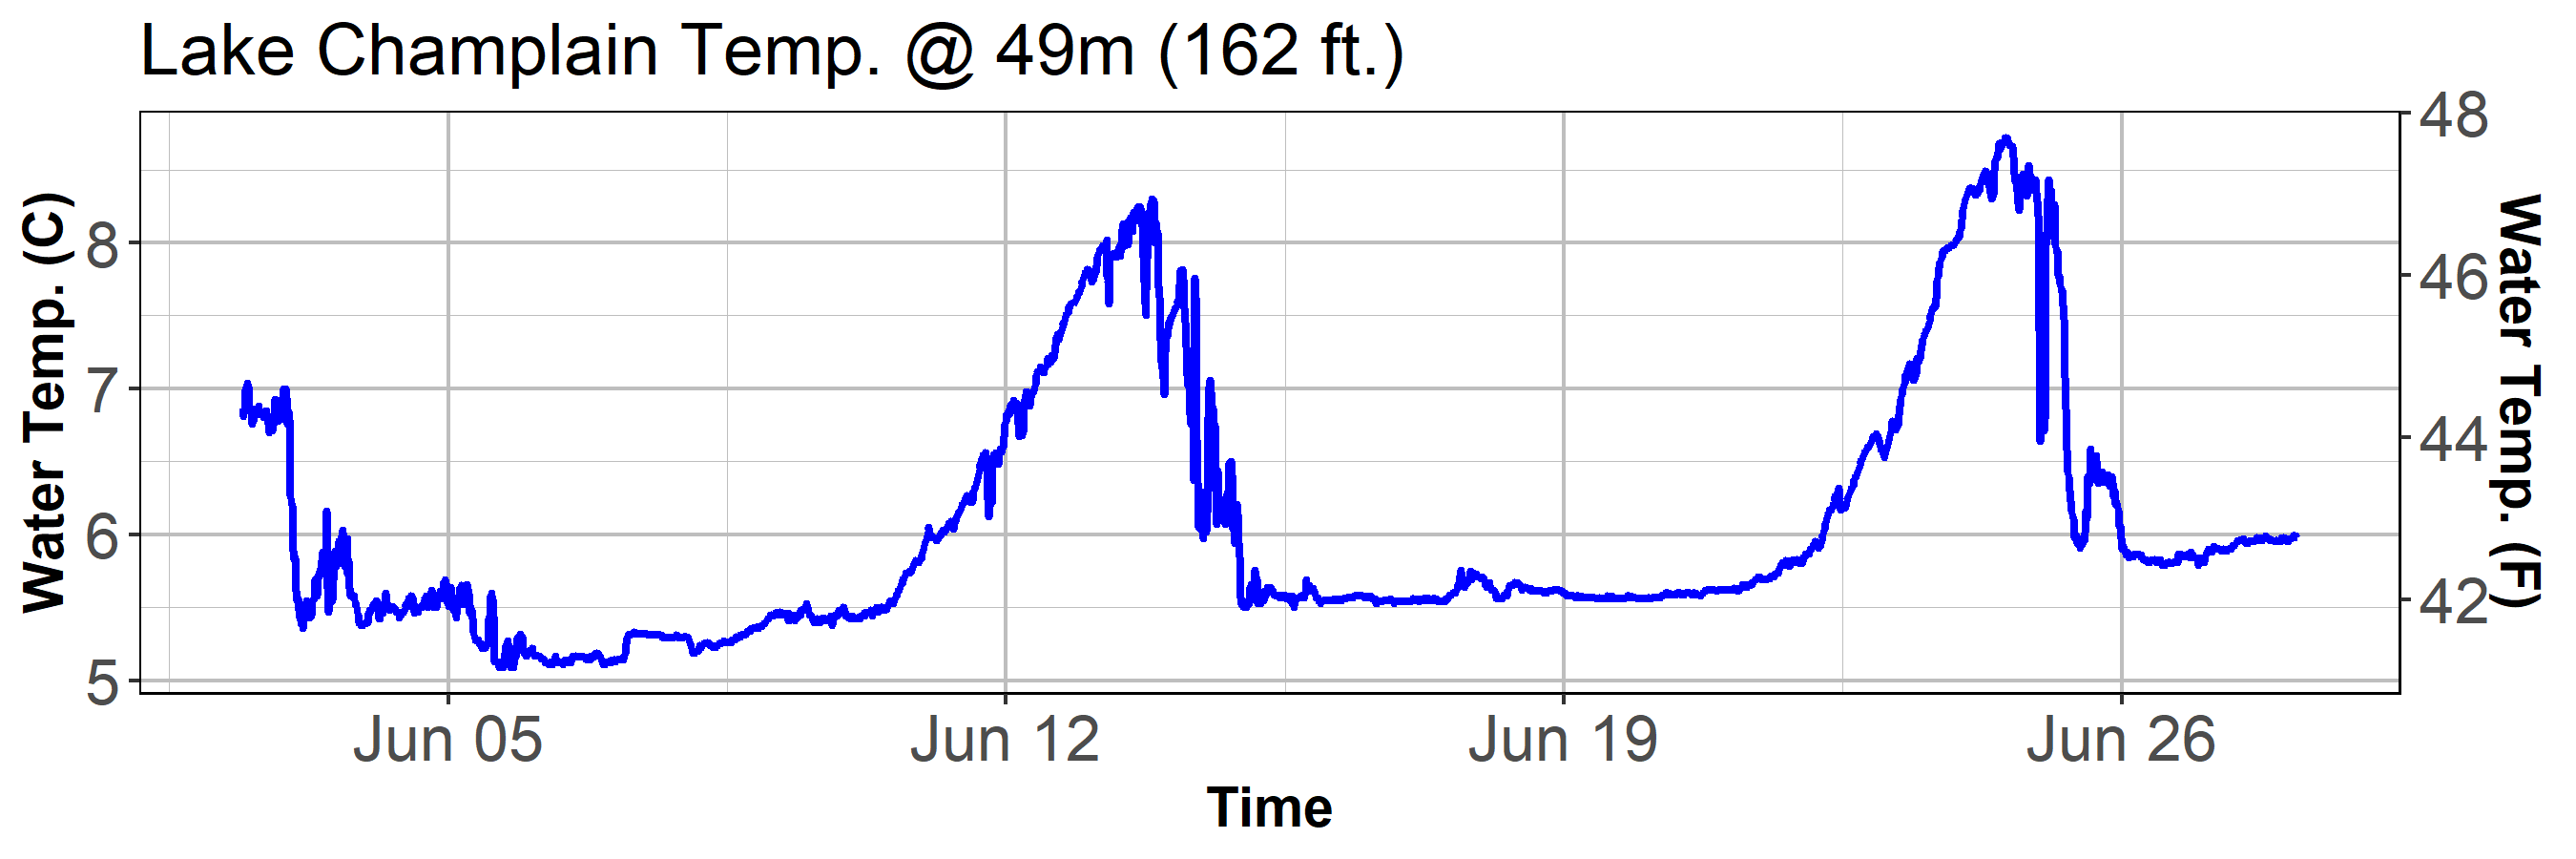 Lake Champlain Temp. @ 49m (162 ft.)
Water Temp. (C)
8
7
6
5
48
46
44
42
Water Temp. (F)
Jun 05 Jun 12 Jun 19 Jun 26
Time